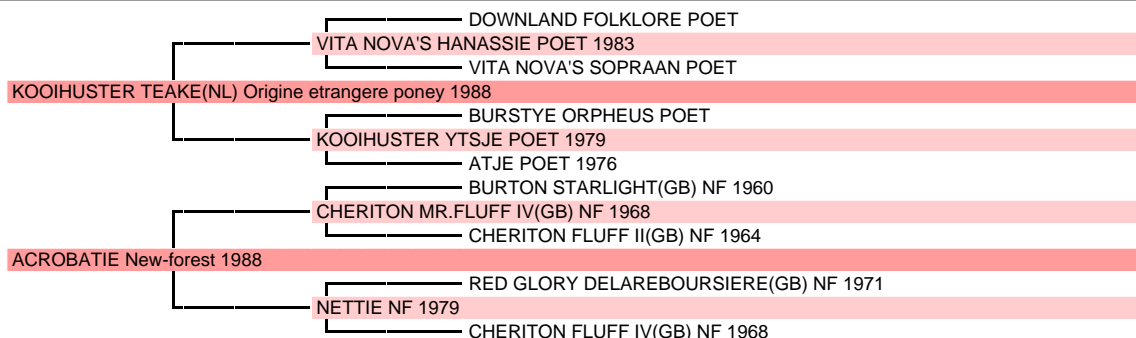 DOWNLAND FOLKLORE POET
VITA NOVA'S HANASSIE POET 1983
VITA NOVA'S SOPRAAN POET
KOOIHUSTER TEAKE(NL) Origine etrangere poney 1988
BURSTYE ORPHEUS POET
KOOIHUSTER YTSJE POET 1979
ATJE POET 1976
BURTON STARLIGHT(GB) NF 1960
CHERITON MR.FLUFF IV(GB) NF 1968
CHERITON FLUFF II(GB) NF 1964
ACROBATIE New-forest 1988
RED GLORY DELAREBOURSIERE(GB) NF 1971
NETTIE NF 1979
CHERITON FLUFF IV(GB) NF 1968